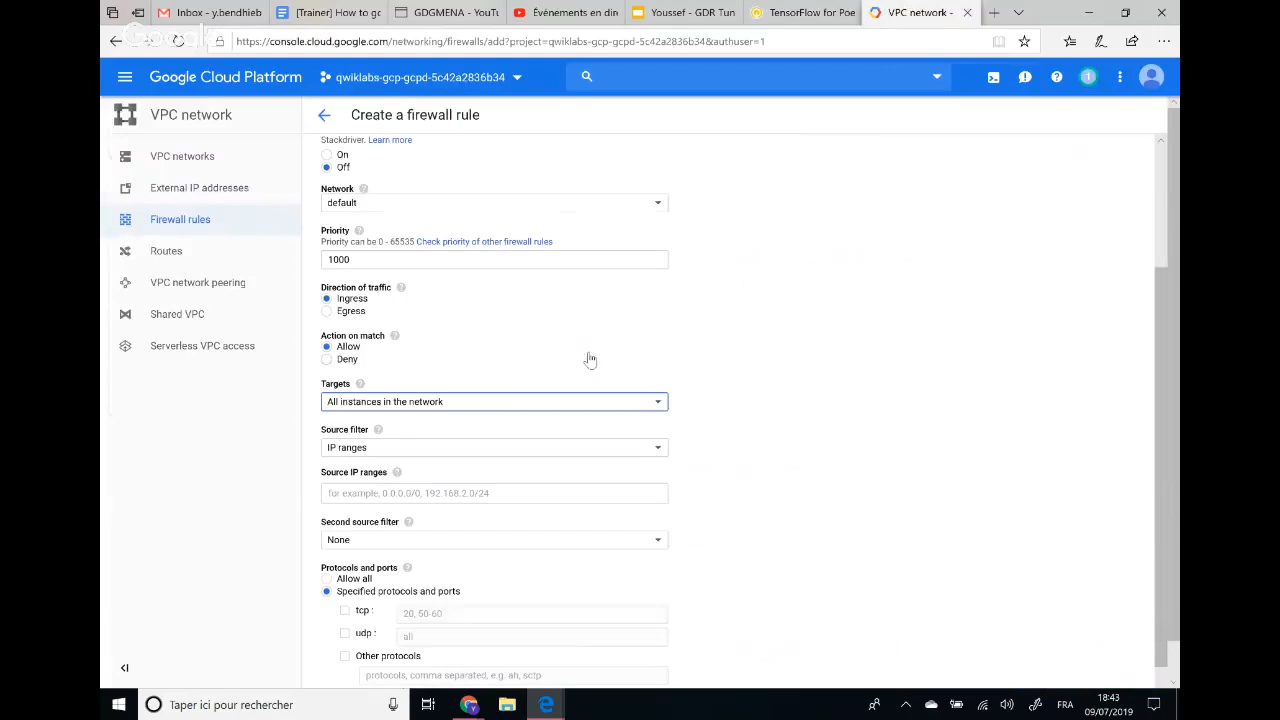 Inbox - y.bendhieb
[Trainer] How to go
GDGMENA - YouTu
Événements en din
Youssef - GDR Tun
TensorFlow for Poe
VPC network -
https://console.cloud.google.com/networking/firewalls/add?project=qwiklabs-gcp-gcpd-5c42a2836b34&authuser=1
Google Cloud Platform
qwiklabs-gcp-gcpd-5c42a2836b34
1
VPC network
Create a firewall rule
VPC networks
External IP addresses
Firewall rules
Routes
VPC network peering
Shared VPC
Serverless VPC access
Stackdriver. Learn more
On
Off
Network
default
Priority
Priority can be 0 - 65535 Check priority of other firewall rules
1000
Direction of traffic
Ingress
Egress
Action on match
Allow
Deny
Targets
All instances in the network
Source filter
IP ranges
Source IP ranges
for example, 0.0.0.0/0, 192.168.2.0/24
Second source filter
None
Protocols and ports
Allow all
Specified protocols and ports
tcp :
20, 50-60
udp :
all
Other protocols
protocols, comma separated, e.g. ah, sctp
Taper ici pour rechercher
FRA
18:43
09/07/2019